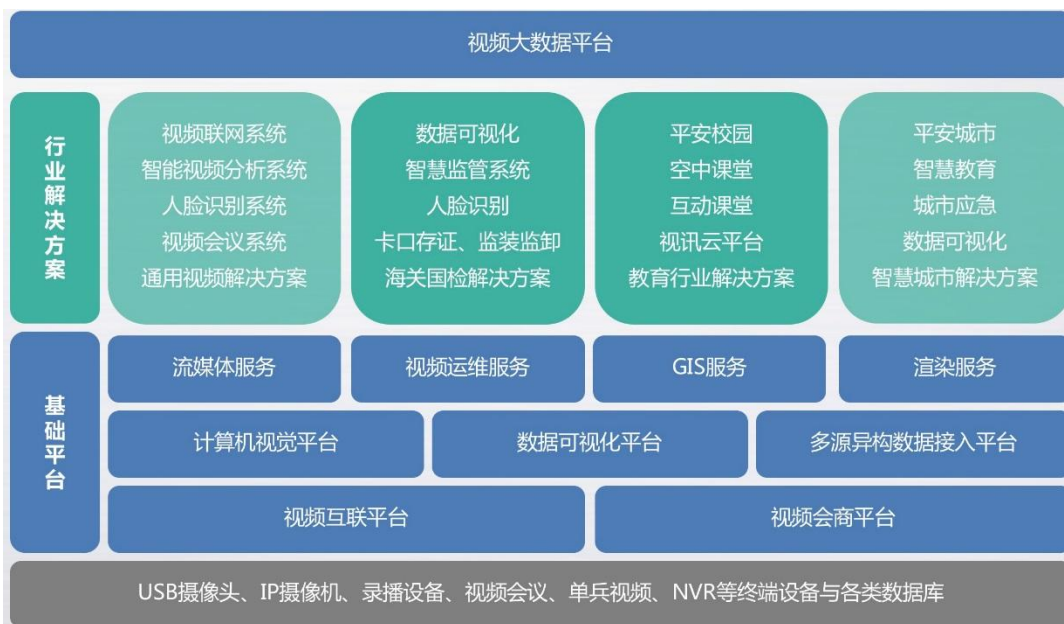 视频大数据平台
行业解决方案
视频联网系统
智能视频分析系统
人脸识别系统
视频会议系统
通用视频解决方案
数据可视化
智慧监管系统
人脸识别
卡口存证、监装监卸
海关国检解决方案
平安校园
空中课堂
互动课堂
视讯云平台
教育行业解决方案
平安城市
智慧教育
城市应急
数据可视化
智慧城市解决方案
基础平台
流媒体服务
视频运维服务
GIS服务
渲染服务
计算机视觉平台
数据可视化平台
多源异构数据接入平台
视频互联平台
视频会商平台
USB摄像头、IP摄像机、录播设备、视频会议、单兵视频、NVR等终端设备与各类数据库